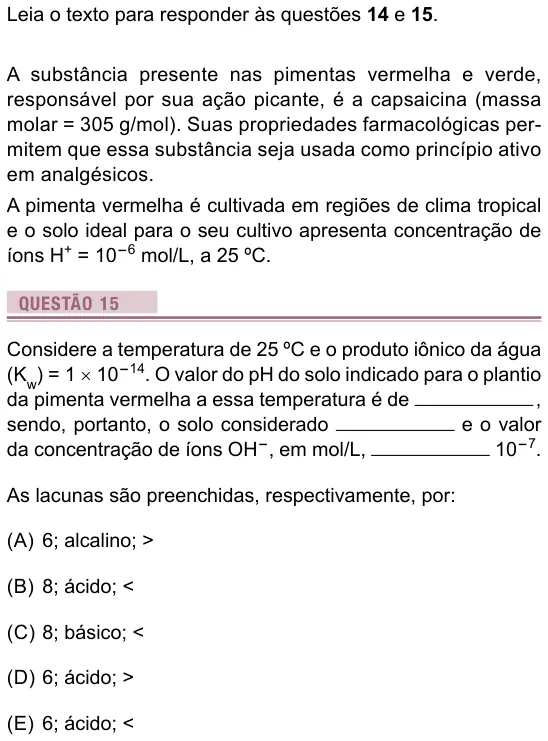 Leia o texto para responder às questões 14 e 15.
A substância presente nas pimentas vermelha e verde,
responsável por sua ação picante, é a capsaicina (massa
molar = 305 g/mol). Suas propriedades farmacológicas per-
mitem que essa substância seja usada como princípio ativo
em analgésicos.
A pimenta vermelha é cultivada em regiões de clima tropical
e o solo ideal para o seu cultivo apresenta concentração de
íons H⁺ = 10⁻⁶ mol/L, a 25 ºC.
QUESTÃO 15
Considere a temperatura de 25 ºC e o produto iônico da água
(K_w) = 1 × 10⁻¹⁴. O valor do pH do solo indicado para o plantio
da pimenta vermelha a essa temperatura é de ____________,
sendo, portanto, o solo considerado ____________ e o valor
da concentração de íons OH⁻, em mol/L, ____________ 10⁻⁷.
As lacunas são preenchidas, respectivamente, por:
(A) 6; alcalino; >
(B) 8; ácido; <
(C) 8; básico; <
(D) 6; ácido; >
(E) 6; ácido; <